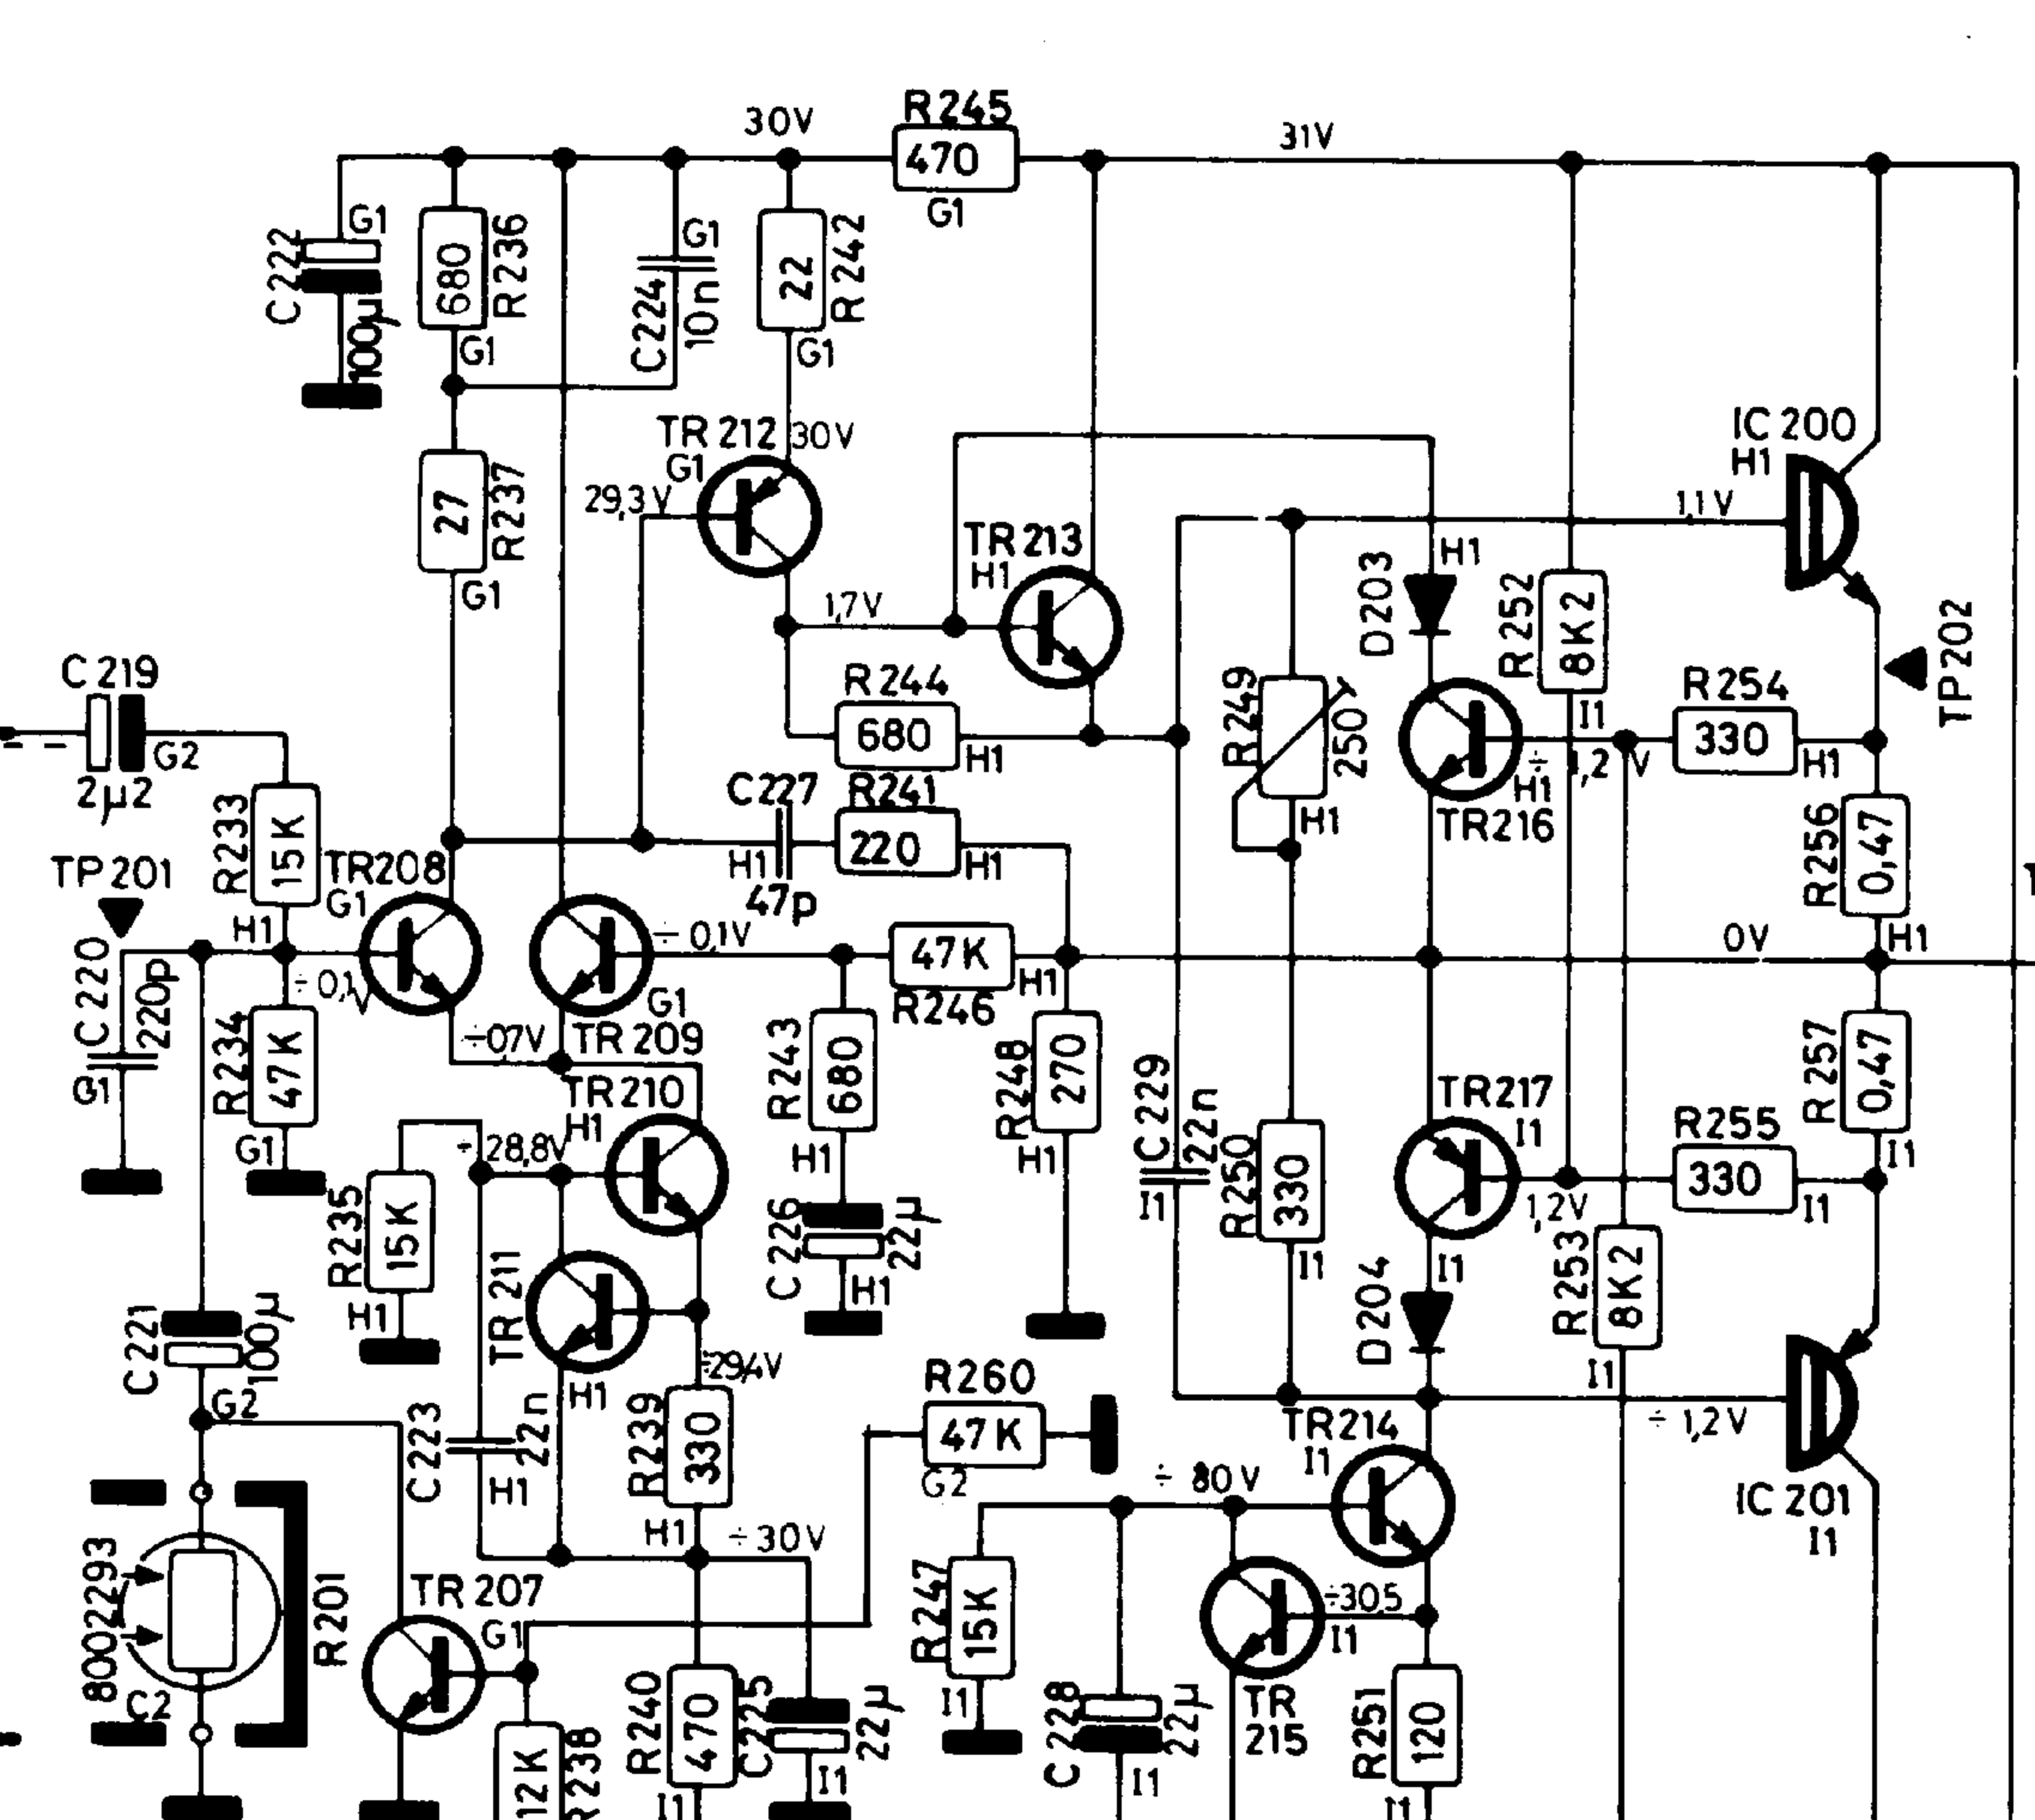 R245
30V
470
G1
31V
C222
G1
100µ
680
R236
G1
G1
C224
10n
22
R242
G1
27
R237
G1
TR212
G1
30V
29,3V
IC200
H1
1,1V
TR213
H1
1,7V
D203
H1
R252
8K2
I1
TP202
C219
G2
2µ2
R244
680
H1
R249
250
H1
R254
330
H1
÷ 1,2V
H1
TR216
R233
15K
H1
TP201
TR208
G1
C227
H1
47p
R241
220
H1
R256
0,47
H1
0V
÷ 0,1V
C220
220p
G1
÷ 0,1V
47K
R246
H1
G1
TR209
R234
47K
G1
÷07V
TR210
H1
R243
680
H1
R248
270
H1
C229
22n
I1
R250
330
I1
TR217
I1
R255
330
I1
R257
0,47
I1
1,2V
÷28,8V
R235
15K
H1
TR211
H1
C226
22µ
H1
D204
I1
R253
8K2
I1
C221
100µ
G2
÷29,4V
C223
22n
H1
R239
330
H1
R260
47K
G2
÷ 1,2V
TR214
I1
IC201
I1
÷ 80V
÷30V
8002293
C2
R201
TR207
G1
R247
15K
I1
÷30,5
I1
TR
215
R240
470
I1
C225
22µ
I1
C228
22µ
I1
R251
120
I1
12K
R238